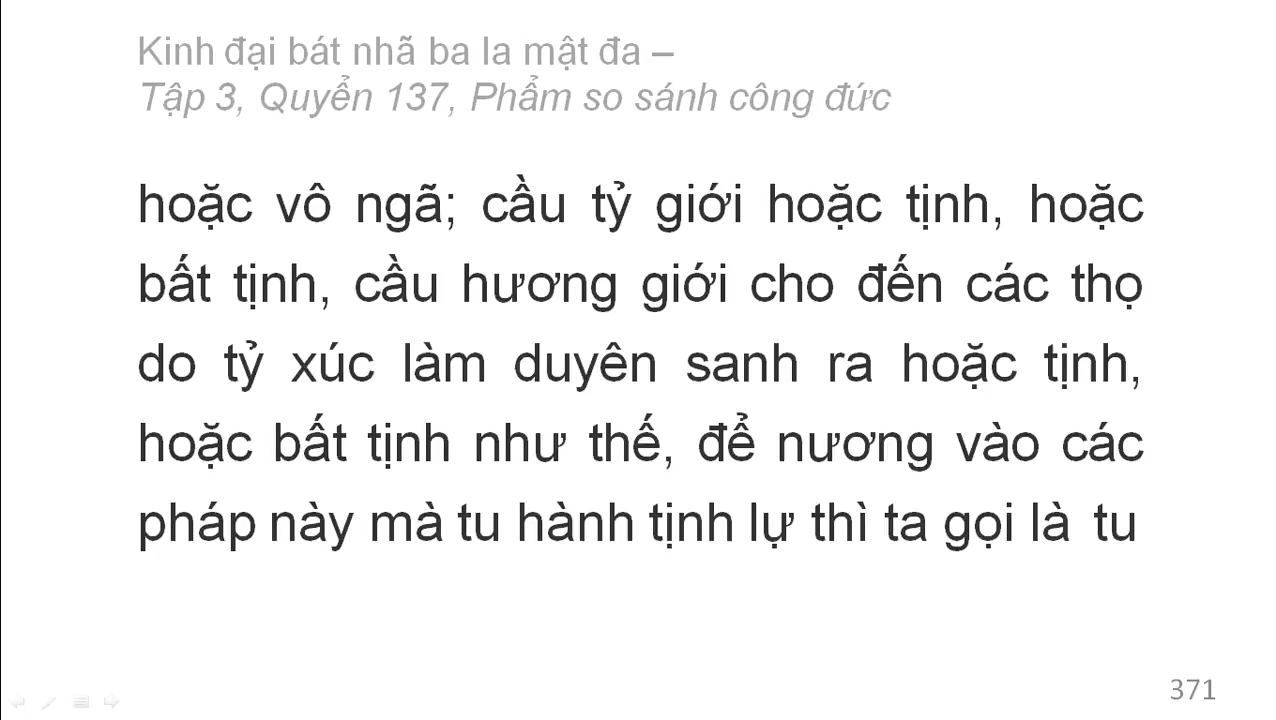 Kinh đại bát nhã ba la mật đa –
Tập 3, Quyển 137, Phẩm so sánh công đức
hoặc vô ngã; cầu tỷ giới hoặc tịnh, hoặc
bất tịnh, cầu hương giới cho đến các thọ
do tỷ xúc làm duyên sanh ra hoặc tịnh,
hoặc bất tịnh như thế, để nương vào các
pháp này mà tu hành tịnh lự thì ta gọi là tu
371